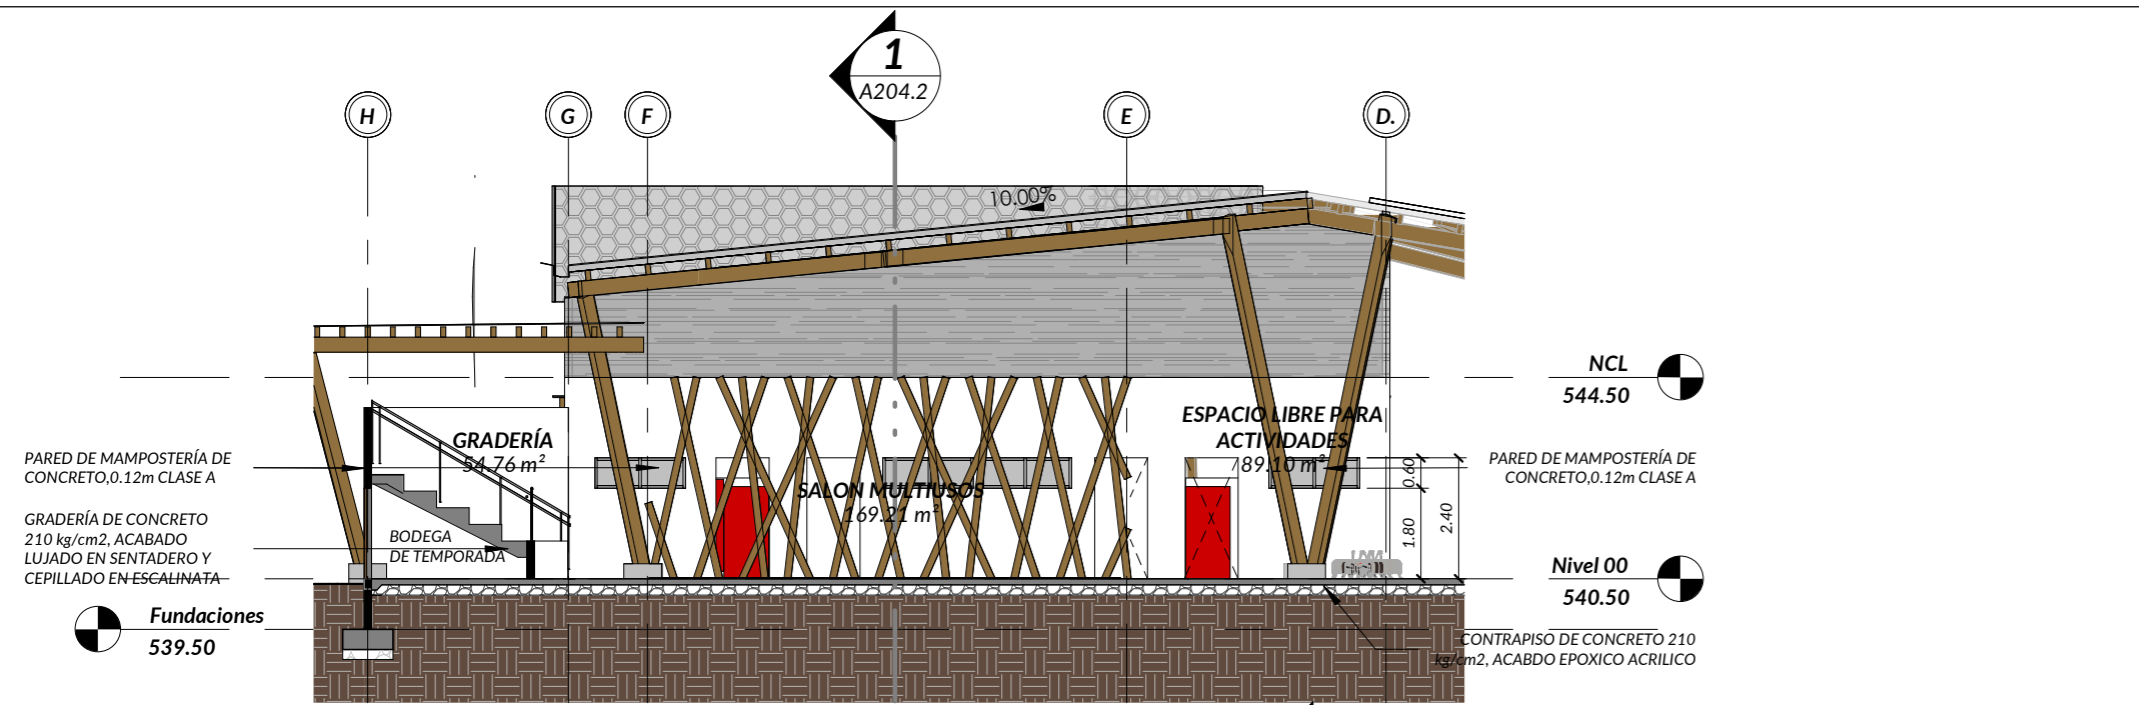 1
A204.2
H
G
F
E
D.
10.00%
NCL
544.50
GRADERÍA
54.76 m²
ESPACIO LIBRE PARA
ACTIVIDADES
89.10 m²
SALON MULTIUSOS
169.21 m²
PARED DE MAMPOSTERÍA DE
CONCRETO,0.12m CLASE A
GRADERÍA DE CONCRETO
210 kg/cm2, ACABADO
LUJADO EN SENTADERO Y
CEPILLADO EN ESCALINATA
BODEGA
DE TEMPORADA
PARED DE MAMPOSTERÍA DE
CONCRETO,0.12m CLASE A
0.60
1.80
2.40
Nivel 00
540.50
Fundaciones
539.50
CONTRAPISO DE CONCRETO 210
kg/cm2, ACABDO EPOXICO ACRILICO